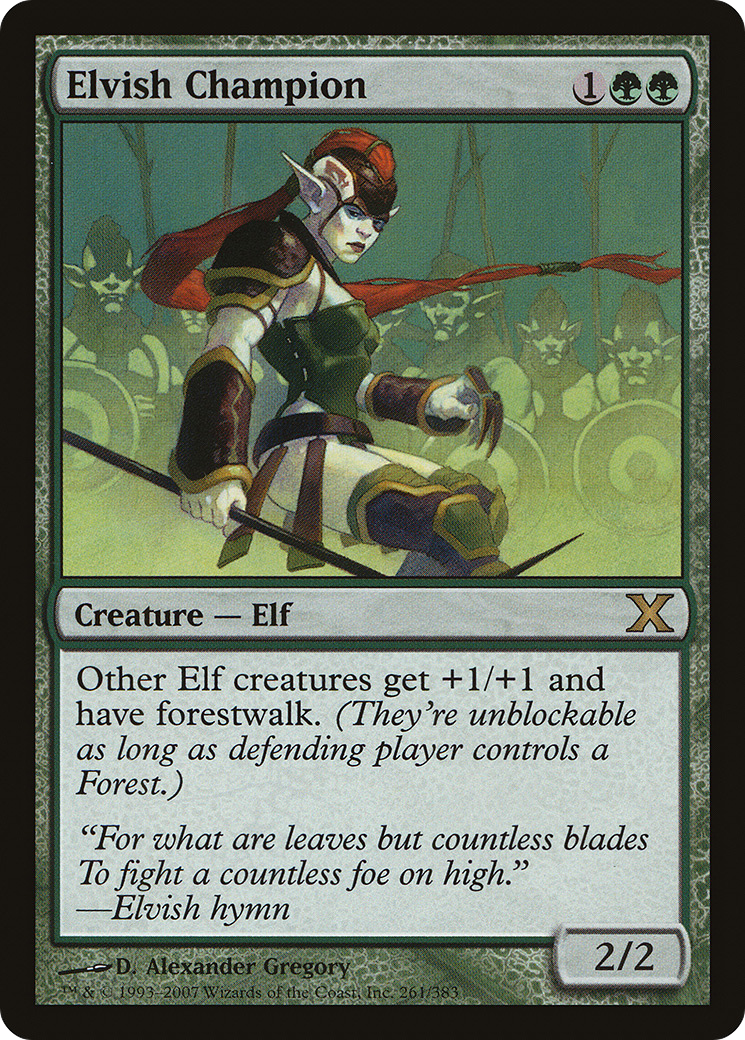 Elvish Champion 1
Creature — Elf X
Other Elf creatures get +1/+1 and
have forestwalk. (They're unblockable
as long as defending player controls a
Forest.)
“For what are leaves but countless blades
To fight a countless foe on high.”
—Elvish hymn
2/2
D. Alexander Gregory
™ & © 1993–2007 Wizards of the Coast, Inc. 261/383